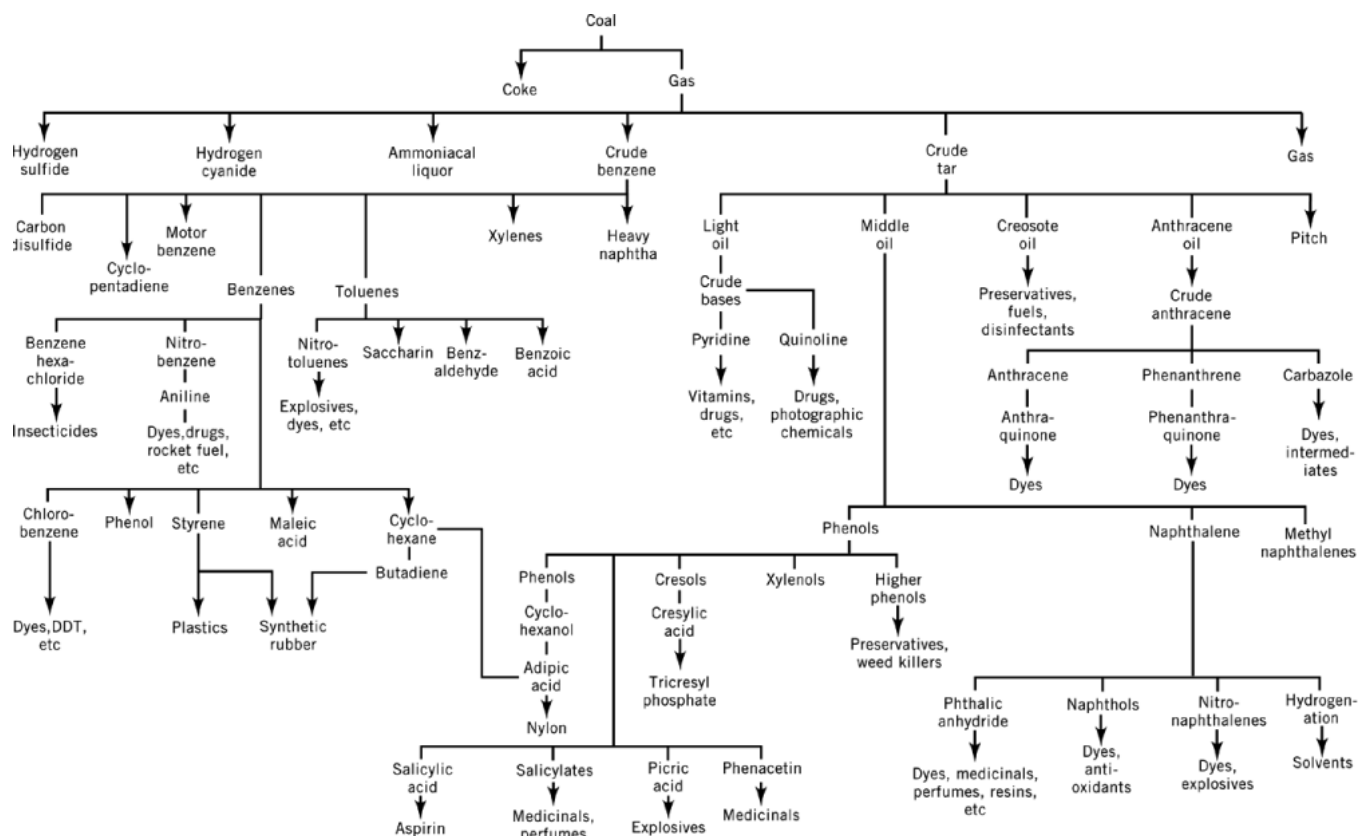 Coal
Coke
Gas
Hydrogen
sulfide
Hydrogen
cyanide
Ammoniacal
liquor
Crude
benzene
Crude
tar
Gas
Carbon
disulfide
Cyclo-
pentadiene
Motor
benzene
Benzenes
Toluenes
Xylenes
Heavy
naphtha
Light
oil
Middle
oil
Creosote
oil
Anthracene
oil
Pitch
Crude
bases
Preservatives,
fuels,
disinfectants
Crude
anthracene
Benzene
hexa-
chloride
Insecticides
Nitro-
benzene
Aniline
Dyes,drugs,
rocket fuel,
etc
Nitro-
toluenes
Explosives,
dyes, etc
Saccharin
Benz-
aldehyde
Benzoic
acid
Pyridine
Vitamins,
drugs,
etc
Quinoline
Drugs,
photographic
chemicals
Anthracene
Anthra-
quinone
Dyes
Phenanthrene
Phenanthra-
quinone
Dyes
Carbazole
Dyes,
intermed-
iates
Chloro-
benzene
Dyes,DDT,
etc
Phenol
Styrene
Plastics
Maleic
acid
Cyclo-
hexane
Butadiene
Synthetic
rubber
Phenols
Naphthalene
Methyl
naphthalenes
Phenols
Cyclo-
hexanol
Adipic
acid
Nylon
Cresols
Cresylic
acid
Tricresyl
phosphate
Xylenols
Higher
phenols
Preservatives,
weed killers
Phthalic
anhydride
Dyes, medicinals,
perfumes, resins,
etc
Naphthols
Dyes,
anti-
oxidants
Nitro-
naphthalenes
Dyes,
explosives
Hydrogen-
ation
Solvents
Salicylic
acid
Aspirin
Salicylates
Medicinals,
perfumes
Picric
acid
Explosives
Phenacetin
Medicinals